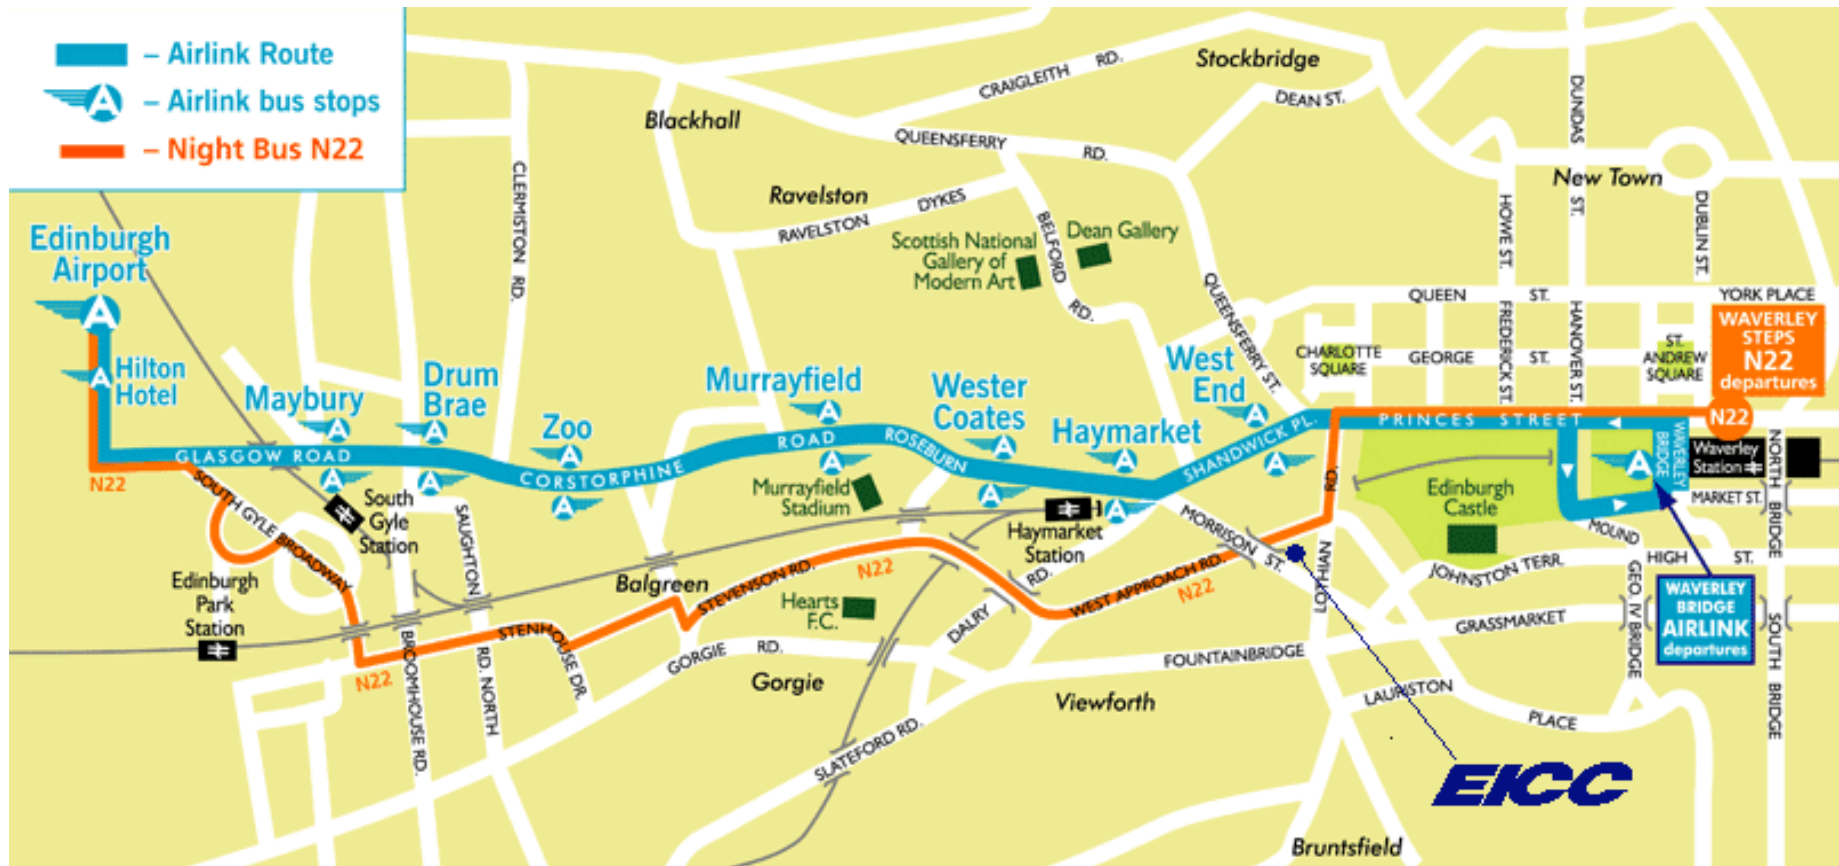 – Airlink Route
– Airlink bus stops
– Night Bus N22
Edinburgh
Airport
Hilton
Hotel
Maybury
Drum
Brae
Zoo
Murrayfield
Wester
Coates
Haymarket
West
End
GLASGOW ROAD
CORSTORPHINE
ROAD
ROSEBURN
SHANDWICK PL.
PRINCES STREET
WAVERLEY
BRIDGE
N22
WAVERLEY
STEPS
N22
departures
N22
WAVERLEY
BRIDGE
AIRLINK
departures
Waverley
Station
Blackhall
Ravelston
Stockbridge
New Town
Balgreen
Gorgie
Viewforth
Bruntsfield
CLERMISTON RD.
CRAIGLEITH RD.
DEAN ST.
QUEENSFERRY RD.
RAVELSTON DYKES
BELFORD RD.
QUEENSFERRY ST.
DUNDAS ST.
HOWE ST.
DUBLIN ST.
QUEEN ST.
YORK PLACE
FREDERICK ST.
HANOVER ST.
CHARLOTTE
SQUARE
GEORGE ST.
ST.
ANDREW
SQUARE
Scottish National
Gallery of
Modern Art
Dean Gallery
Murrayfield
Stadium
Haymarket
Station
South
Gyle
Station
Edinburgh
Park
Station
Hearts
F.C.
Edinburgh
Castle
SOUTH GYLE BROADWAY
SAUGHTON
RD. NORTH
BROOMHOUSE RD.
STENHOUSE DR.
STEVENSON RD.
N22
N22
N22
GORGIE RD.
DALRY RD.
SLATEFORD RD.
WEST APPROACH RD.
MORRISON ST.
LOTHIAN
RD.
FOUNTAINBRIDGE
GRASSMARKET
JOHNSTON TERR.
MOUND
HIGH ST.
MARKET ST.
NORTH BRIDGE
SOUTH BRIDGE
GEO. IV BRIDGE
LAURISTON
PLACE
EICC